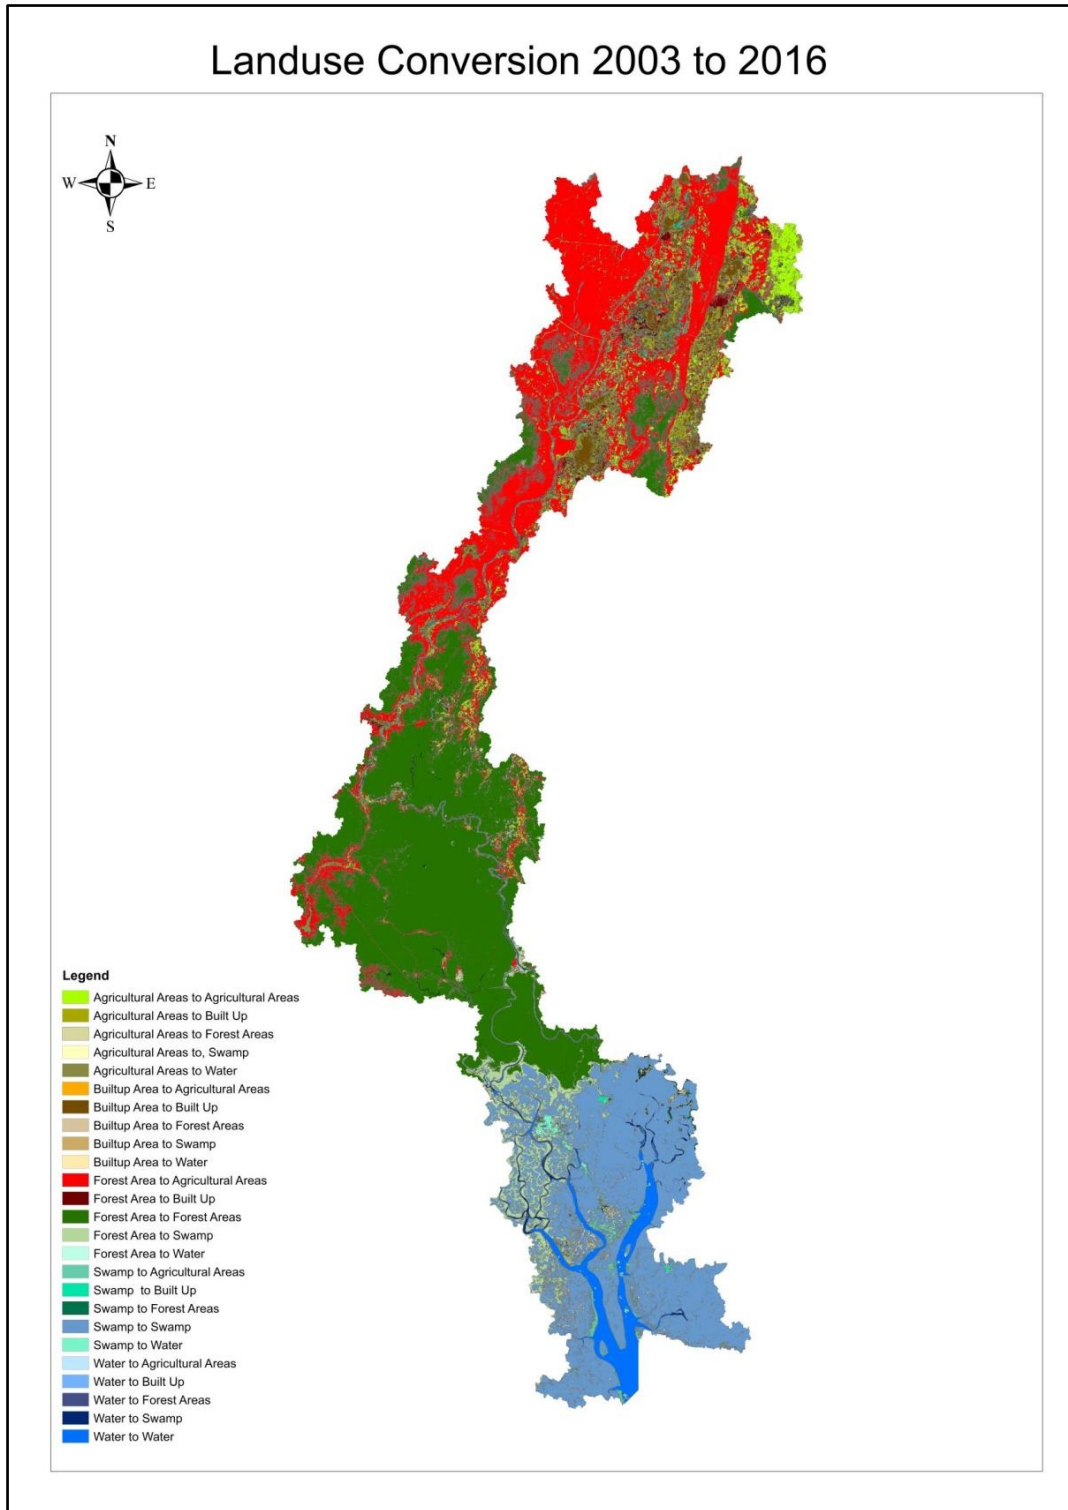 Landuse Conversion 2003 to 2016
N
W E
S
Legend
Agricultural Areas to Agricultural Areas
Agricultural Areas to Built Up
Agricultural Areas to Forest Areas
Agricultural Areas to, Swamp
Agricultural Areas to Water
Builtup Area to Agricultural Areas
Builtup Area to Built Up
Builtup Area to Forest Areas
Builtup Area to Swamp
Builtup Area to Water
Forest Area to Agricultural Areas
Forest Area to Built Up
Forest Area to Forest Areas
Forest Area to Swamp
Forest Area to Water
Swamp to Agricultural Areas
Swamp to Built Up
Swamp to Forest Areas
Swamp to Swamp
Swamp to Water
Water to Agricultural Areas
Water to Built Up
Water to Forest Areas
Water to Swamp
Water to Water